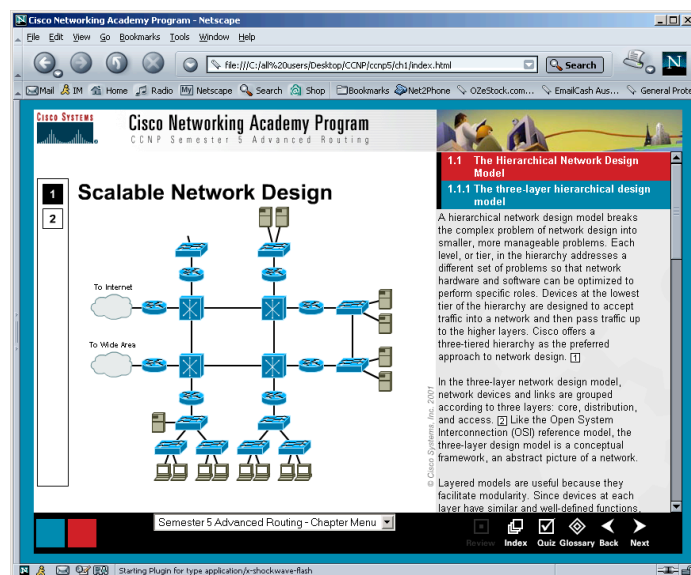 Cisco Networking Academy Program - Netscape
File Edit View Go Bookmarks Tools Window Help
file:///C:/all%20users/Desktop/CCNP/ccnp5/ch1/index.html
Search
N
Mail IM Home Radio My Netscape Search Shop Bookmarks Net2Phone OZeStock.com... EmailCash Aus... General Prote
CISCO SYSTEMS
Cisco Networking Academy Program
CCNP Semester 5 Advanced Routing
1
2
Scalable Network Design
To Internet
To Wide Area
© Cisco Systems, Inc. 2001
1.1 The Hierarchical Network Design
Model
1.1.1 The three-layer hierarchical design
model
A hierarchical network design model breaks
the complex problem of network design into
smaller, more manageable problems. Each
level, or tier, in the hierarchy addresses a
different set of problems so that network
hardware and software can be optimized to
perform specific roles. Devices at the lowest
tier of the hierarchy are designed to accept
traffic into a network and then pass traffic up
to the higher layers. Cisco offers a
three-tiered hierarchy as the preferred
approach to network design. 1
In the three-layer network design model,
network devices and links are grouped
according to three layers: core, distribution,
and access. 2 Like the Open System
Interconnection (OSI) reference model, the
three-layer design model is a conceptual
framework, an abstract picture of a network.
Layered models are useful because they
facilitate modularity. Since devices at each
layer have similar and well-defined functions,
Semester 5 Advanced Routing - Chapter Menu
Review Index Quiz Glossary Back Next
Starting Plugin for type application/x-shockwave-flash